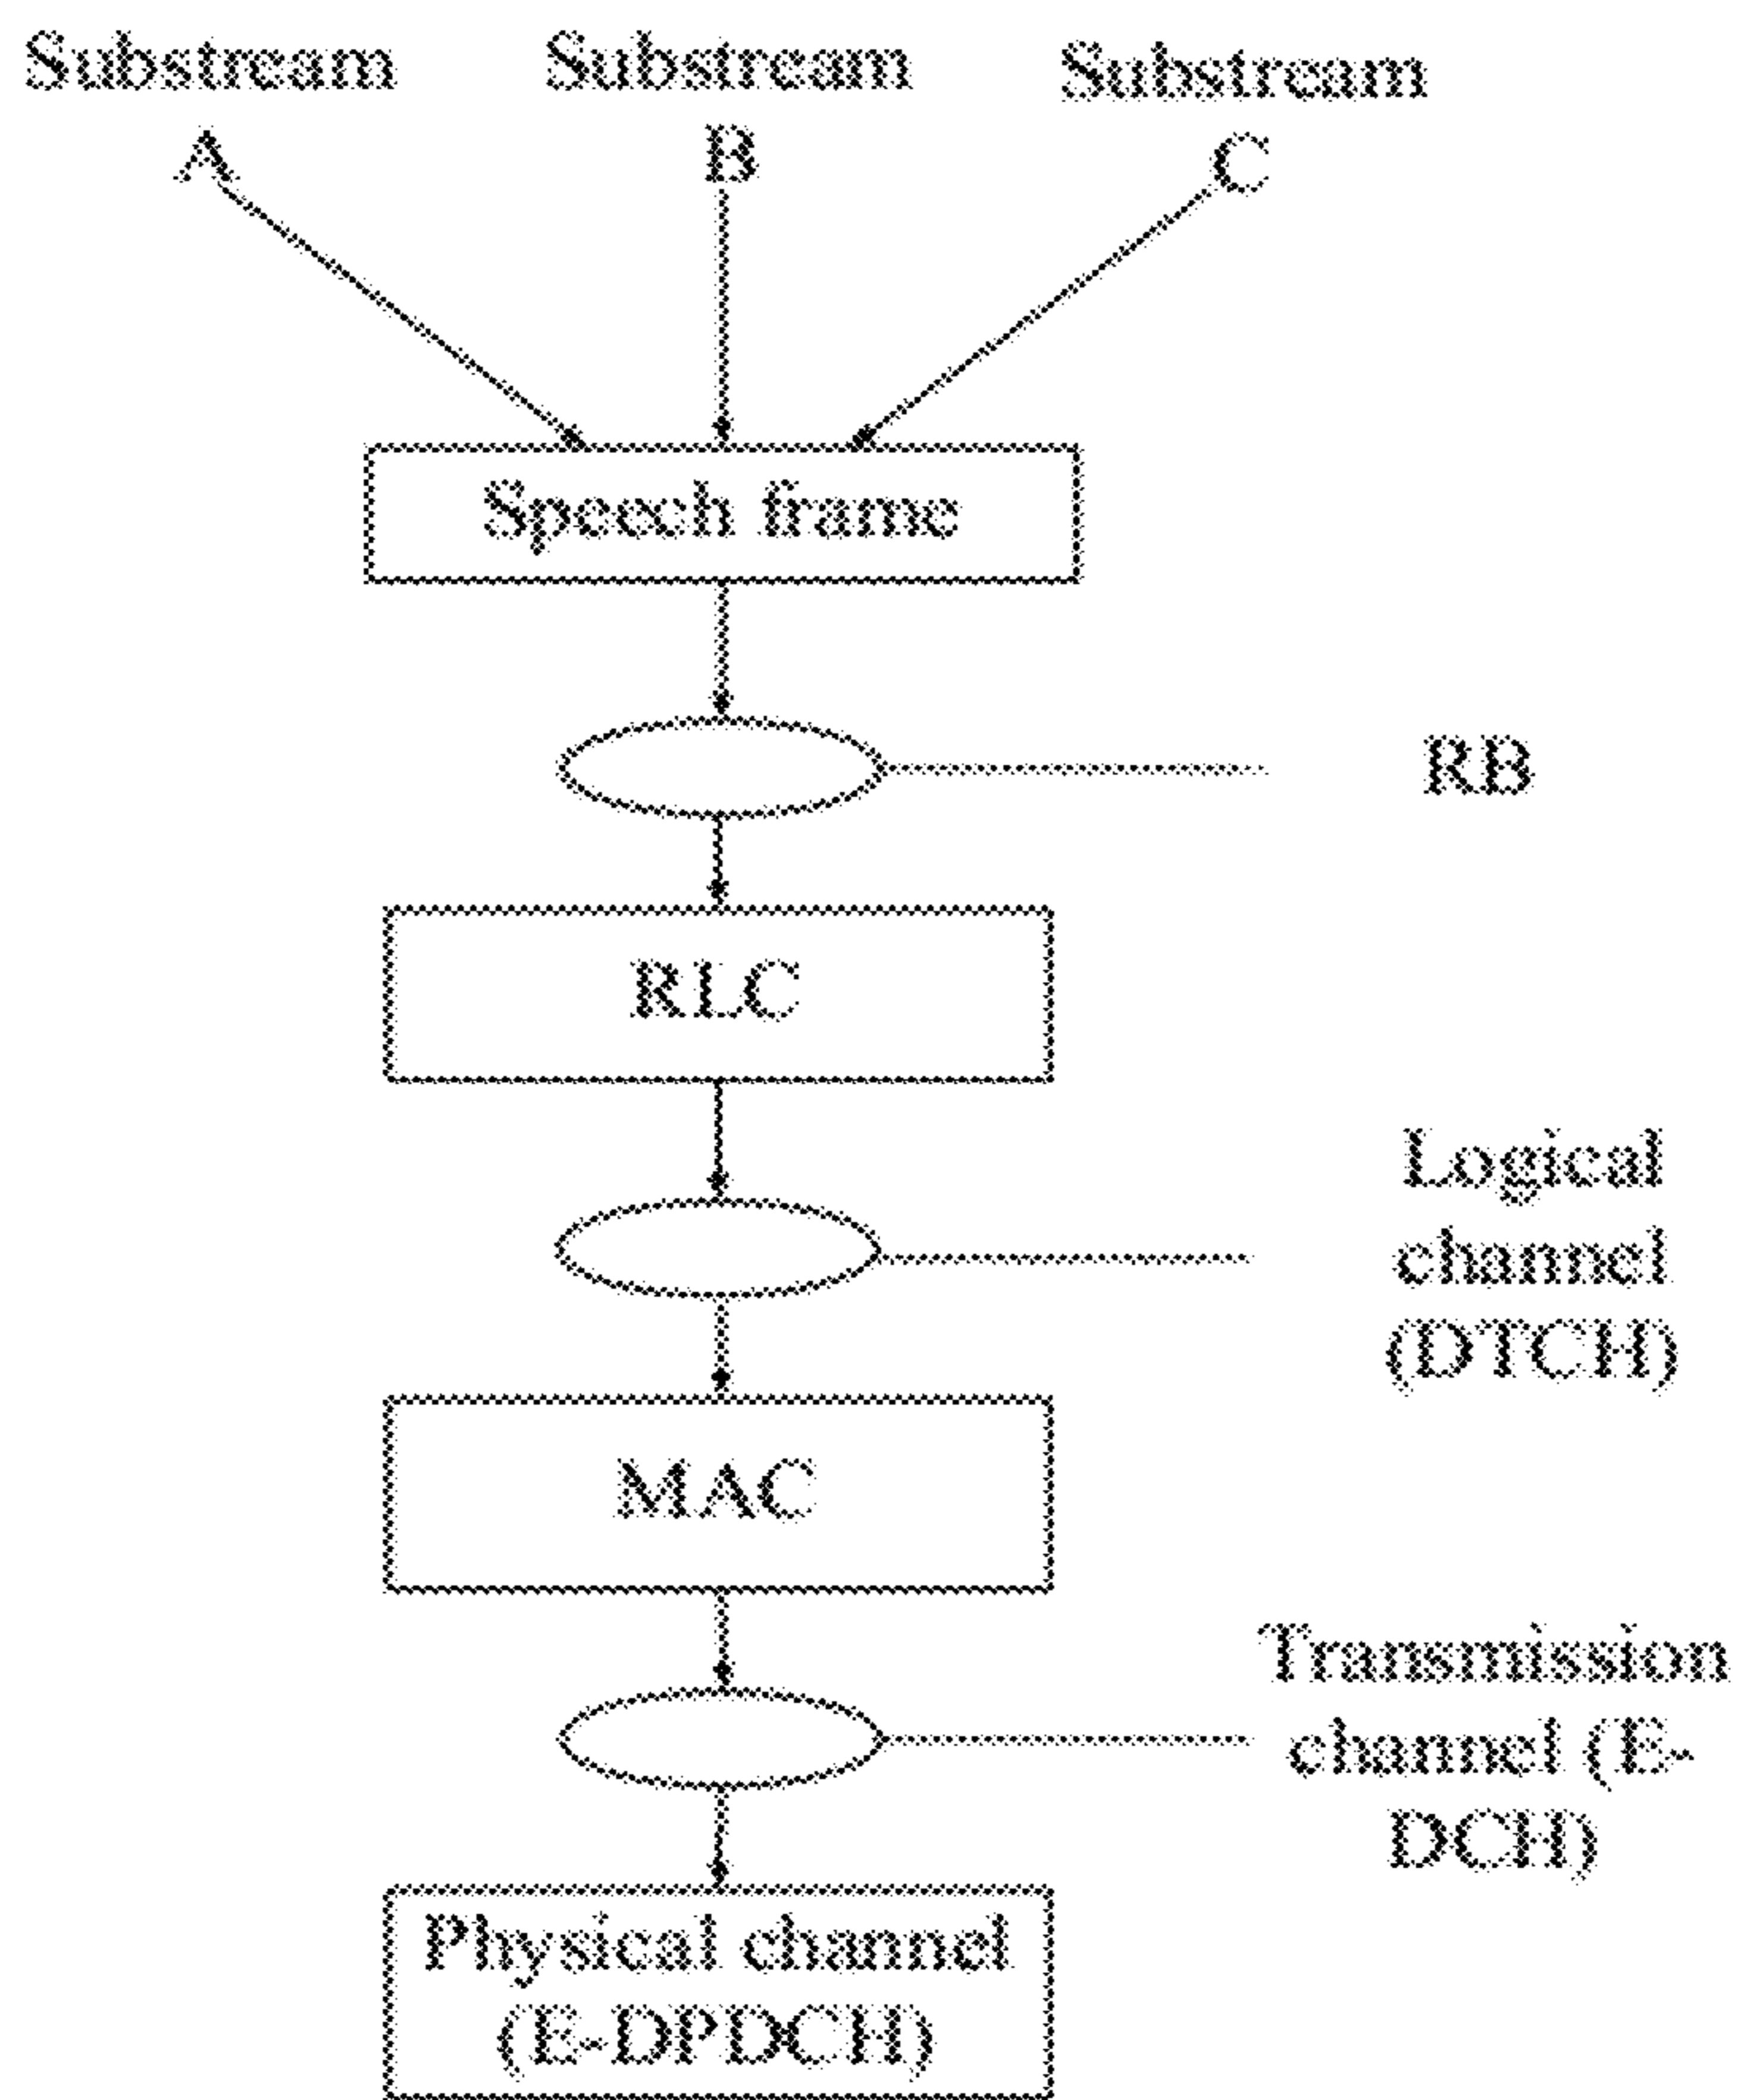 Substream
A
Substream
B
Substream
C
Speech frame
RB
RLC
Logical
channel
(DTCH)
MAC
Transmission
channel (E-
DCH)
Physical channel
(E-DPDCH)